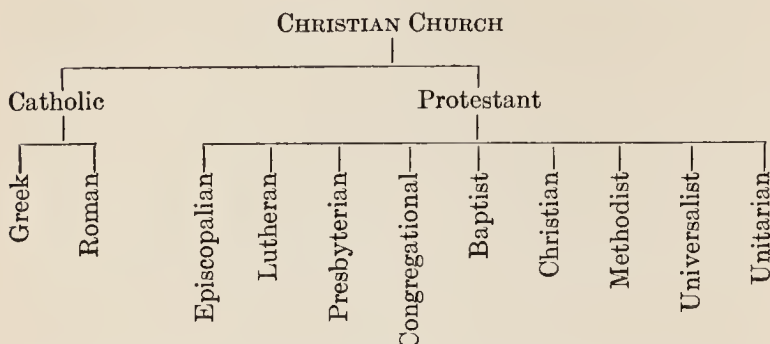 CHRISTIAN CHURCH
Catholic
Protestant
Greek
Roman
Episcopalian
Lutheran
Presbyterian
Congregational
Baptist
Christian
Methodist
Universalist
Unitarian